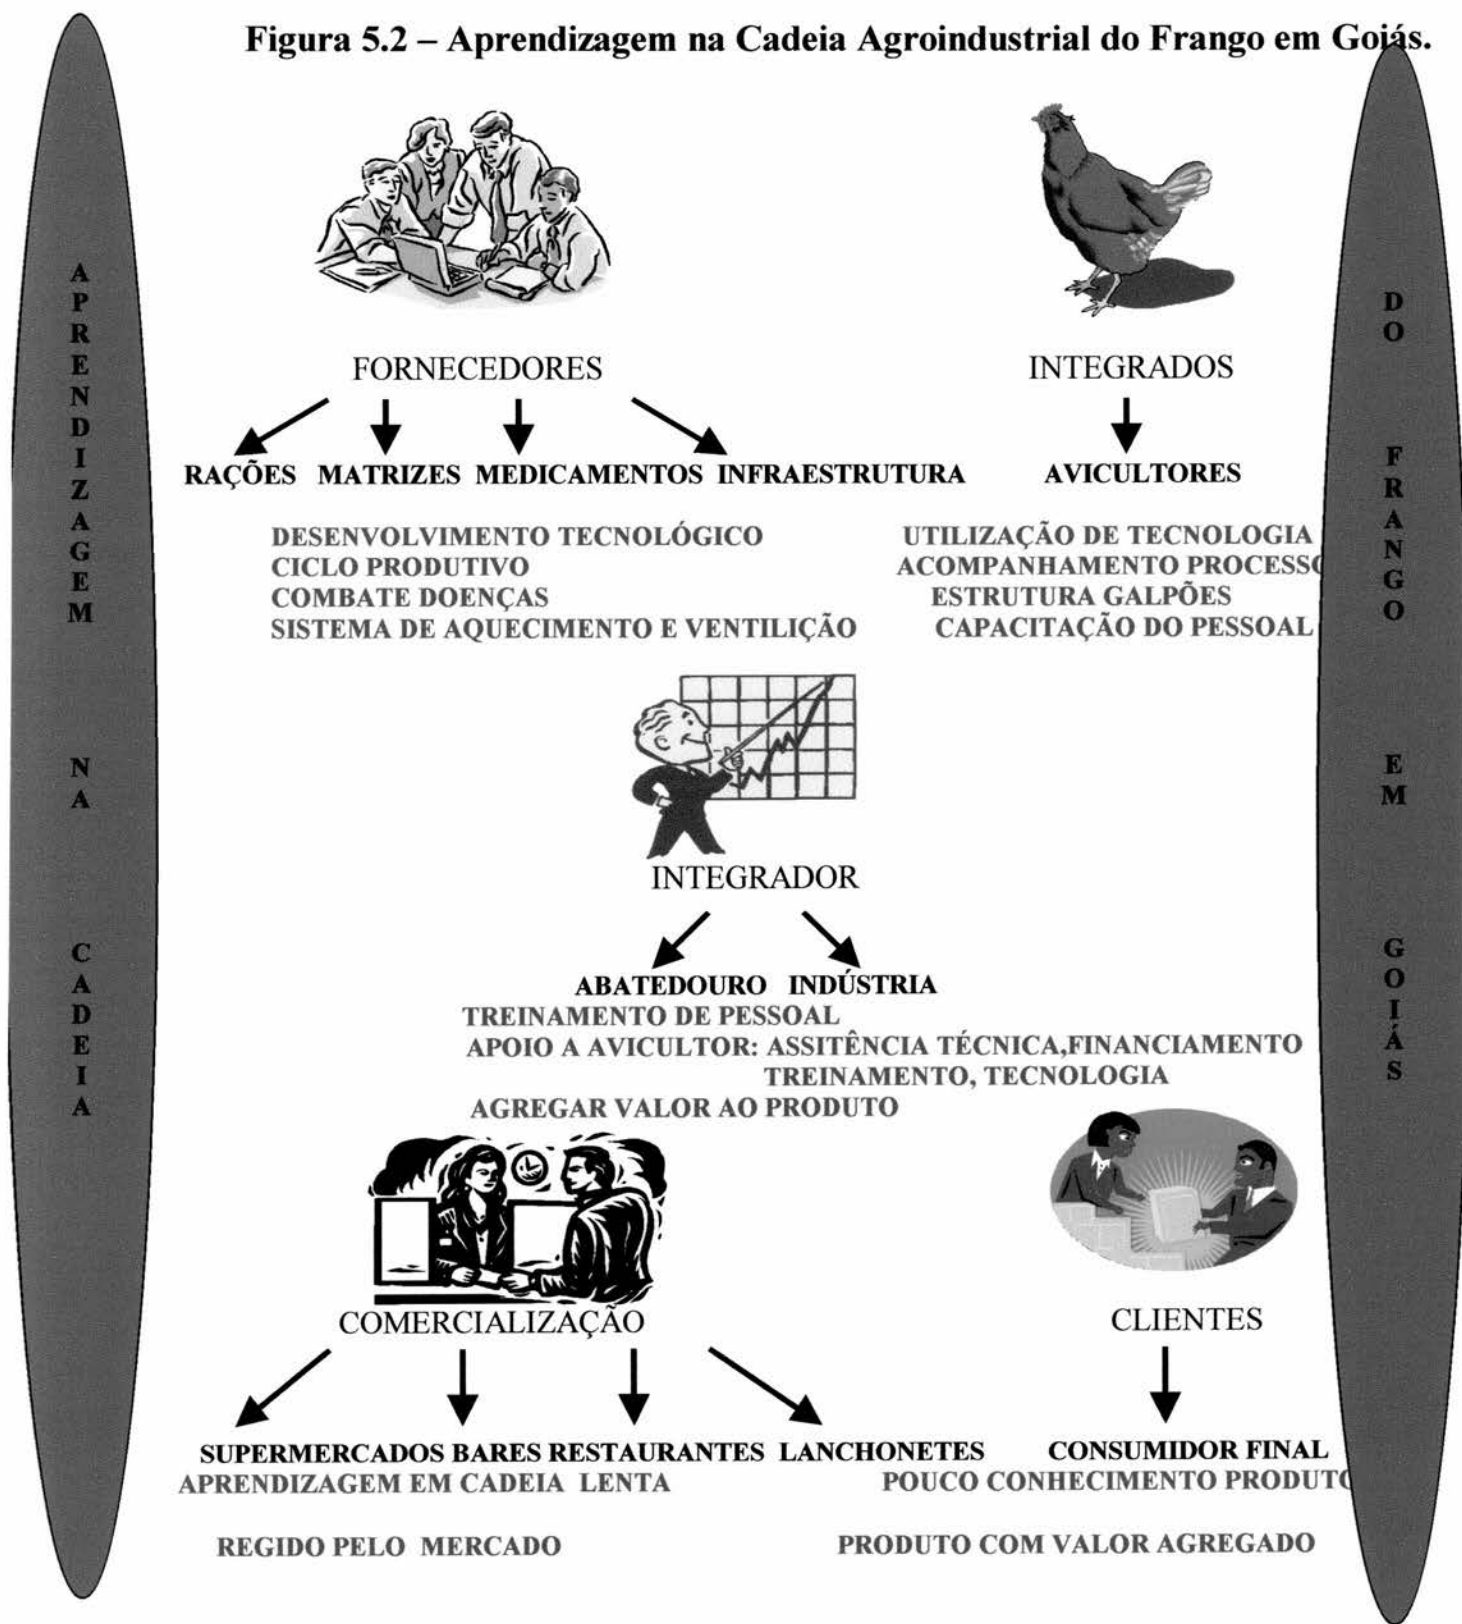 Figura 5.2 – Aprendizagem na Cadeia Agroindustrial do Frango em Goiás.
APRENDIZAGEM
NA
CADEIA
FORNECEDORES
RAÇÕES MATRIZES MEDICAMENTOS INFRAESTRUTURA
DESENVOLVIMENTO TECNOLÓGICO
CICLO PRODUTIVO
COMBATE DOENÇAS
SISTEMA DE AQUECIMENTO E VENTILIÇÃO
INTEGRADOS
AVICULTORES
UTILIZAÇÃO DE TECNOLOGIA
ACOMPANHAMENTO PROCESSO
ESTRUTURA GALPÕES
CAPACITAÇÃO DO PESSOAL
INTEGRADOR
ABATEDOURO INDÚSTRIA
TREINAMENTO DE PESSOAL
APOIO A AVICULTOR: ASSITÊNCIA TÉCNICA,FINANCIAMENTO
TREINAMENTO, TECNOLOGIA
AGREGAR VALOR AO PRODUTO
COMERCIALIZAÇÃO
SUPERMERCADOS BARES RESTAURANTES LANCHONETES
APRENDIZAGEM EM CADEIA LENTA
REGIDO PELO MERCADO
CLIENTES
CONSUMIDOR FINAL
POUCO CONHECIMENTO PRODUTO
PRODUTO COM VALOR AGREGADO
DO
FRANGO
EM
GOIÁS